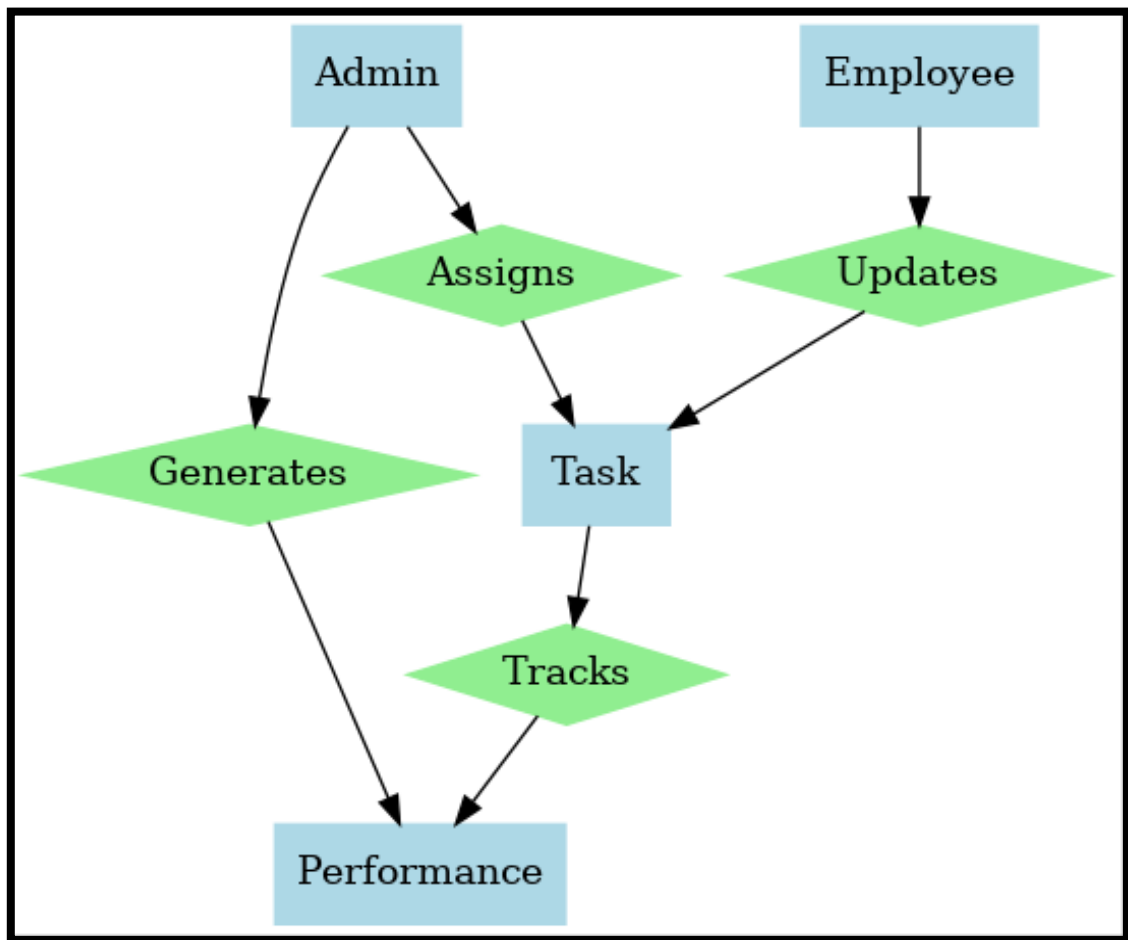 Admin
Employee
Assigns
Updates
Generates
Task
Tracks
Performance